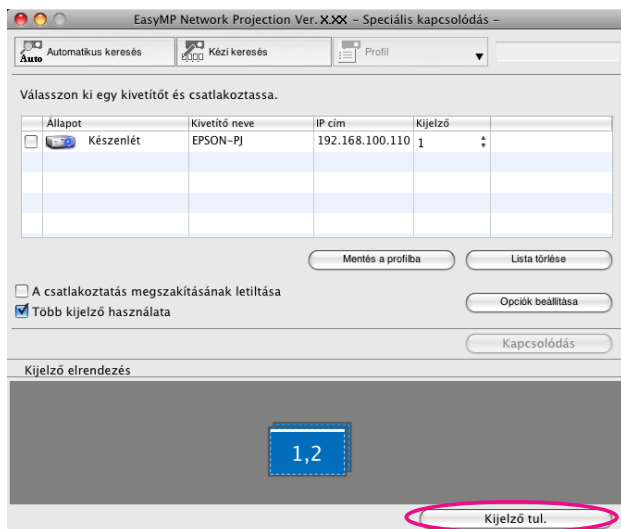 EasyMP Network Projection Ver. X.XX – Speciális kapcsolódás –
Auto Automatikus keresés Kézi keresés Profil
Válasszon ki egy kivetítőt és csatlakoztassa.
Állapot Kivetítő neve IP cím Kijelző
Készenlét EPSON-PJ 192.168.100.110 1
Mentés a profilba Lista törlése
A csatlakoztatás megszakításának letiltása
Opciók beállítása
Több kijelző használata
Kapcsolódás
Kijelző elrendezés
1,2
Kijelző tul.